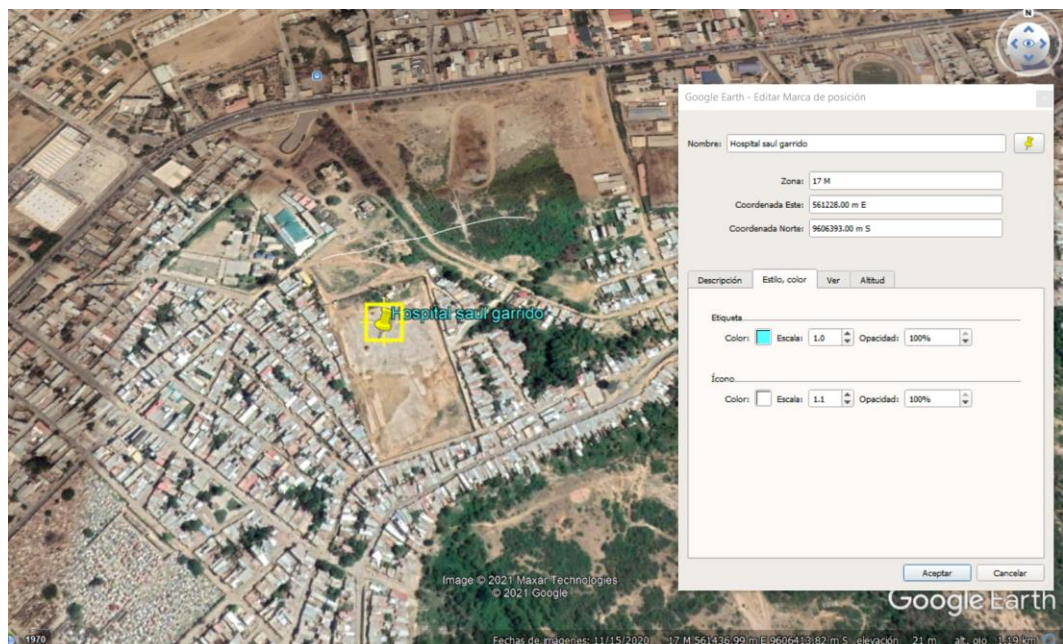 N
Google Earth - Editar Marca de posición
Nombre: Hospital saul garrido
Zona: 17 M
Coordenada Este: 561228.00 m E
Coordenada Norte: 9606393.00 m S
Descripción Estilo, color Ver Altitud
Etiqueta
Color: Escala: 1.0 Opacidad: 100%
Ícono
Color: Escala: 1.1 Opacidad: 100%
Aceptar Cancelar
Hospital saul garrido
Image © 2021 Maxar Technologies
© 2021 Google
Google Earth
1970
Fechas de imágenes: 11/15/2020 17 M 561436.99 m E 9606413.82 m S elevación 21 m alt. ojo 1.19 km